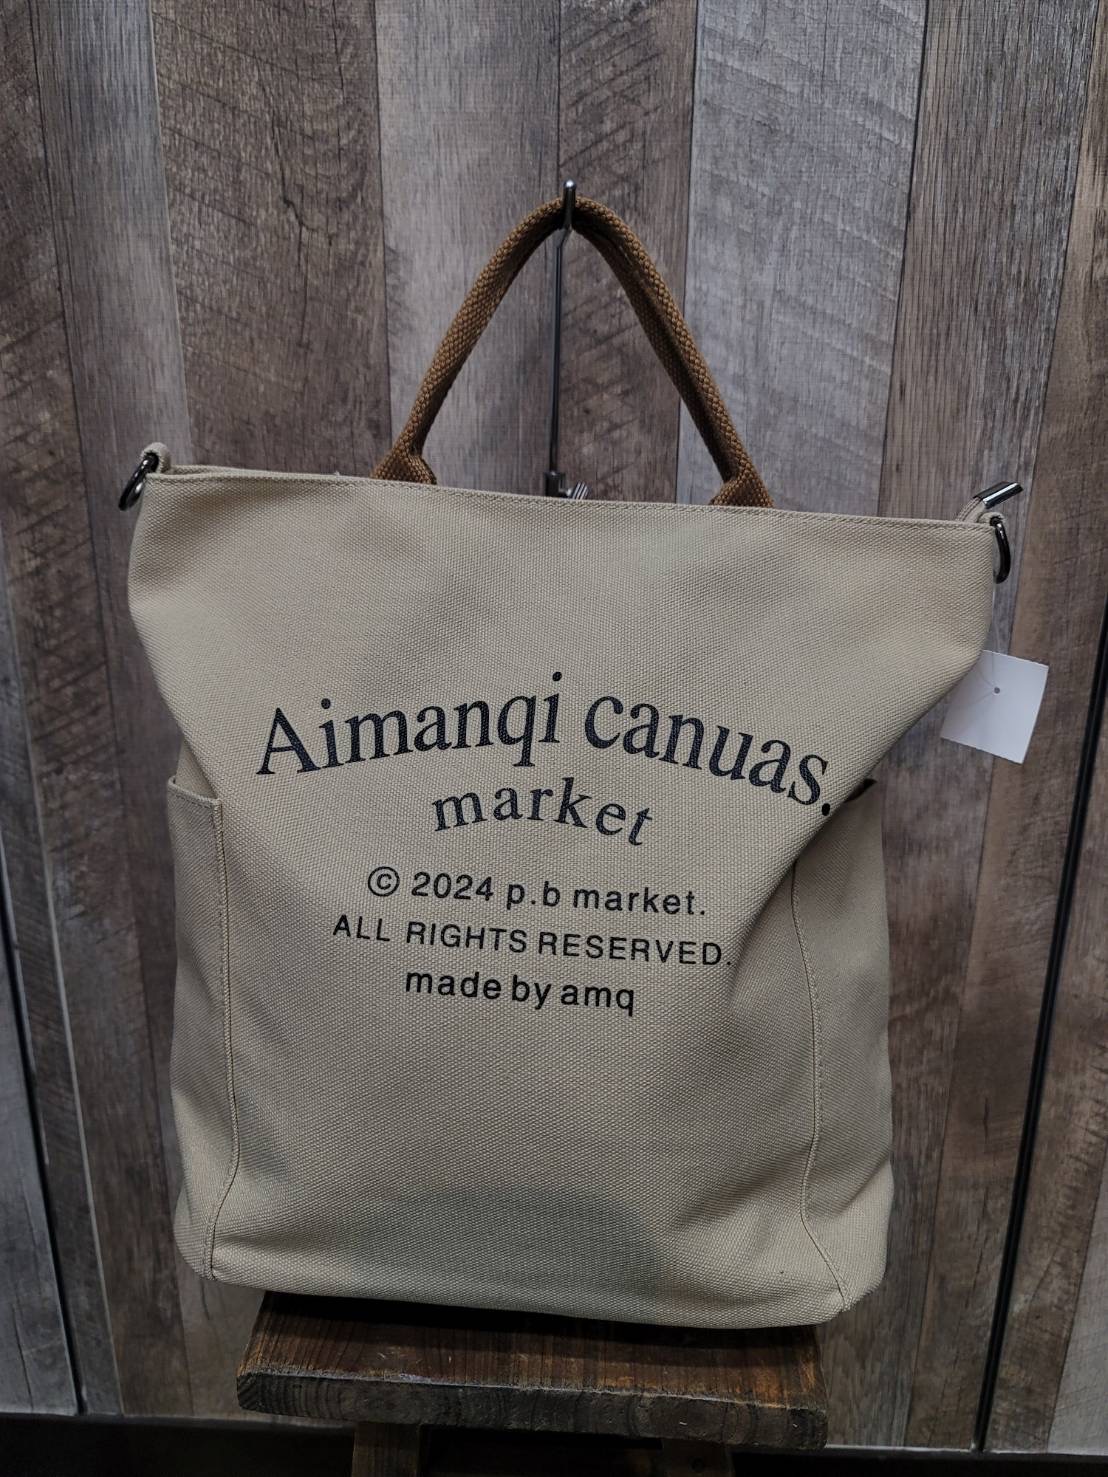 Aimanqi canuas.
market
© 2024 p.b market.
ALL RIGHTS RESERVED.
made by amq